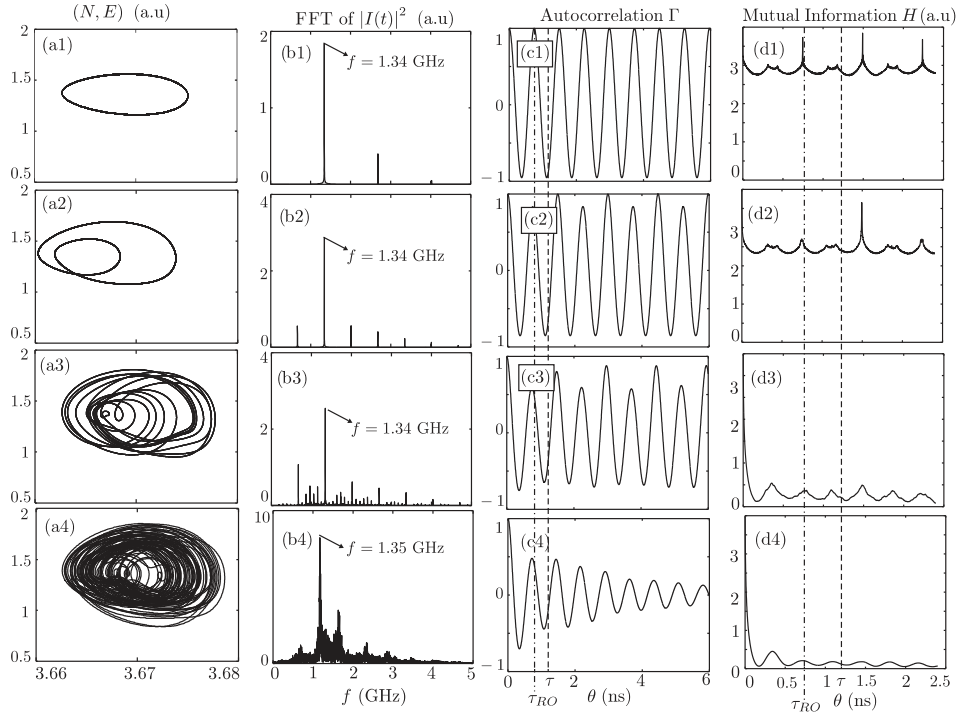 (N, E) (a.u)
FFT of |I(t)|² (a.u)
Autocorrelation Γ
Mutual Information H (a.u)
2
1.5
1
0.5
(a1)
2
1
0
(b1)
f = 1.34 GHz
1
0
− 1
(c1)
3
2
1
0
(d1)
2
1.5
1
0.5
(a2)
4
2
0
(b2)
f = 1.34 GHz
1
0
− 1
(c2)
3
2
1
0
(d2)
2
1.5
1
0.5
(a3)
4
2
0
(b3)
f = 1.34 GHz
1
0
− 1
(c3)
3
2
1
0
(d3)
2
1.5
1
0.5
(a4)
10
5
0
(b4)
f = 1.35 GHz
1
0
− 1
(c4)
3
2
1
0
(d4)
3.66 3.67 3.68
0 1 2 3 4 5
f (GHz)
0 τ 2 4 6
τRO θ (ns)
0 0.5 1 τ 1.5 2 2.5
τRO θ (ns)